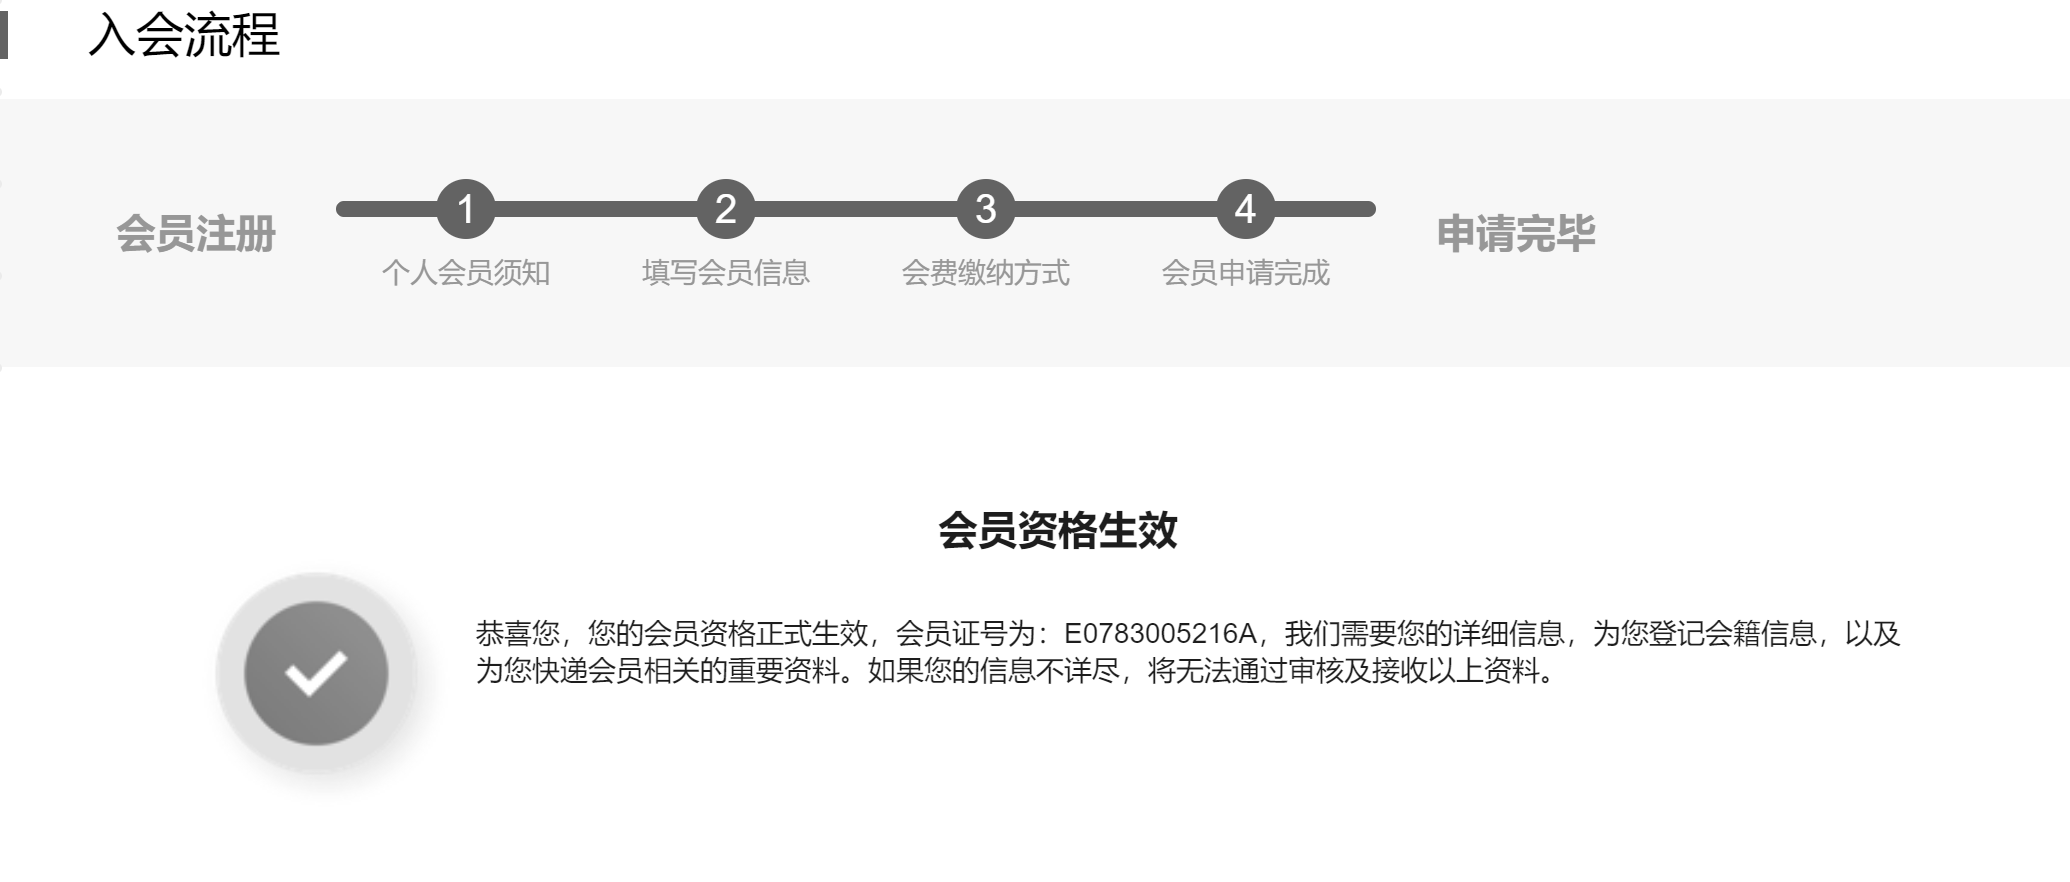 入会流程
会员注册
1
2
3
4
申请完毕
个人会员须知
填写会员信息
会费缴纳方式
会员申请完成
会员资格生效
恭喜您，您的会员资格正式生效，会员证号为：E0783005216A，我们需要您的详细信息，为您登记会籍信息，以及
为您快递会员相关的重要资料。如果您的信息不详尽，将无法通过审核及接收以上资料。